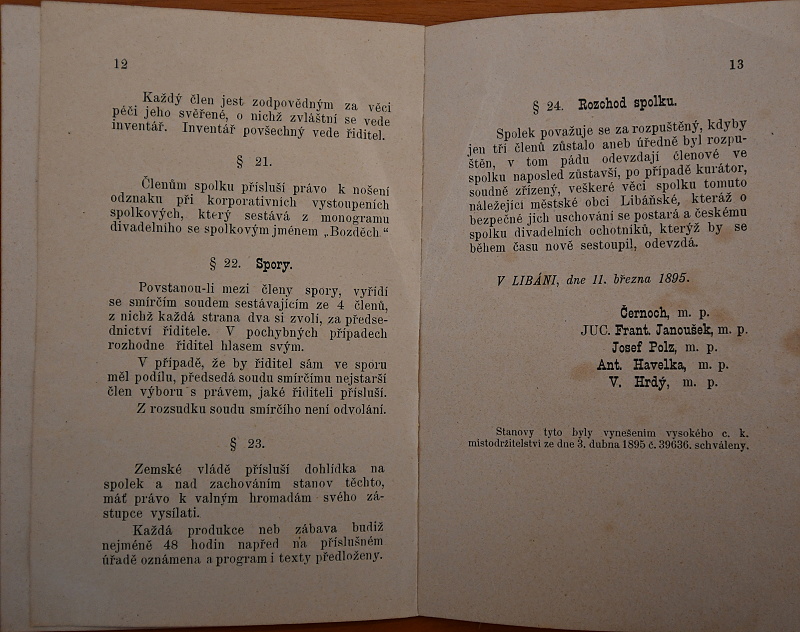 12
Každý člen jest zodpovědným za věci
péči jeho svěřené, o nichž zvláštní se vede
inventář. Inventář povšechný vede řiditel.
§ 21.
Členům spolku přísluší právo k nošení
odznaku při korporativních vystoupeních
spolkových, který sestává z monogramu
divadelního se spolkovým jménem „Bozděch“
§ 22. Spory.
Povstanou-li mezi členy spory, vyřídí
se smírčím soudem sestávajícím ze 4 členů,
z nichž každá strana dva si zvolí, za předse-
dnictví řiditele. V pochybných případech
rozhodne řiditel hlasem svým.
V případě, že by řiditel sám ve sporu
měl podílu, předsedá soudu smírčímu nejstarší
člen výboru s právem, jaké řiditeli přísluší.
Z rozsudku soudu smírčího není odvolání.
§ 23.
Zemské vládě přísluší dohlídka na
spolek a nad zachováním stanov těchto,
máť právo k valným hromadám svého zá-
stupce vysílati.
Každá produkce neb zábava budiž
nejméně 48 hodin napřed na příslušném
úřadě oznámena a program i texty předloženy.
13
§ 24. Rozchod spolku.
Spolek považuje se za rozpuštěný, kdyby
jen tři členů zůstalo aneb úředně byl rozpu-
štěn, v tom pádu odevzdají členové ve
spolku naposled zůstavší, po případě kurátor,
soudně zřízený, veškeré věci spolku tomuto
náležející městské obci Libáňské, kteráž o
bezpečné jich uschování se postará a českému
spolku divadelních ochotníků, kterýž by se
během času nově sestoupil, odevzdá.
V LIBÁNI, dne 11. března 1895.
Černoch, m. p.
JUC. Frant. Janoušek, m. p.
Josef Polz, m. p.
Ant. Havelka, m. p.
V. Hrdý, m. p.
Stanovy tyto byly vynešením vysokého c. k.
místodržitelství ze dne 3. dubna 1895 č. 39636. schváleny.